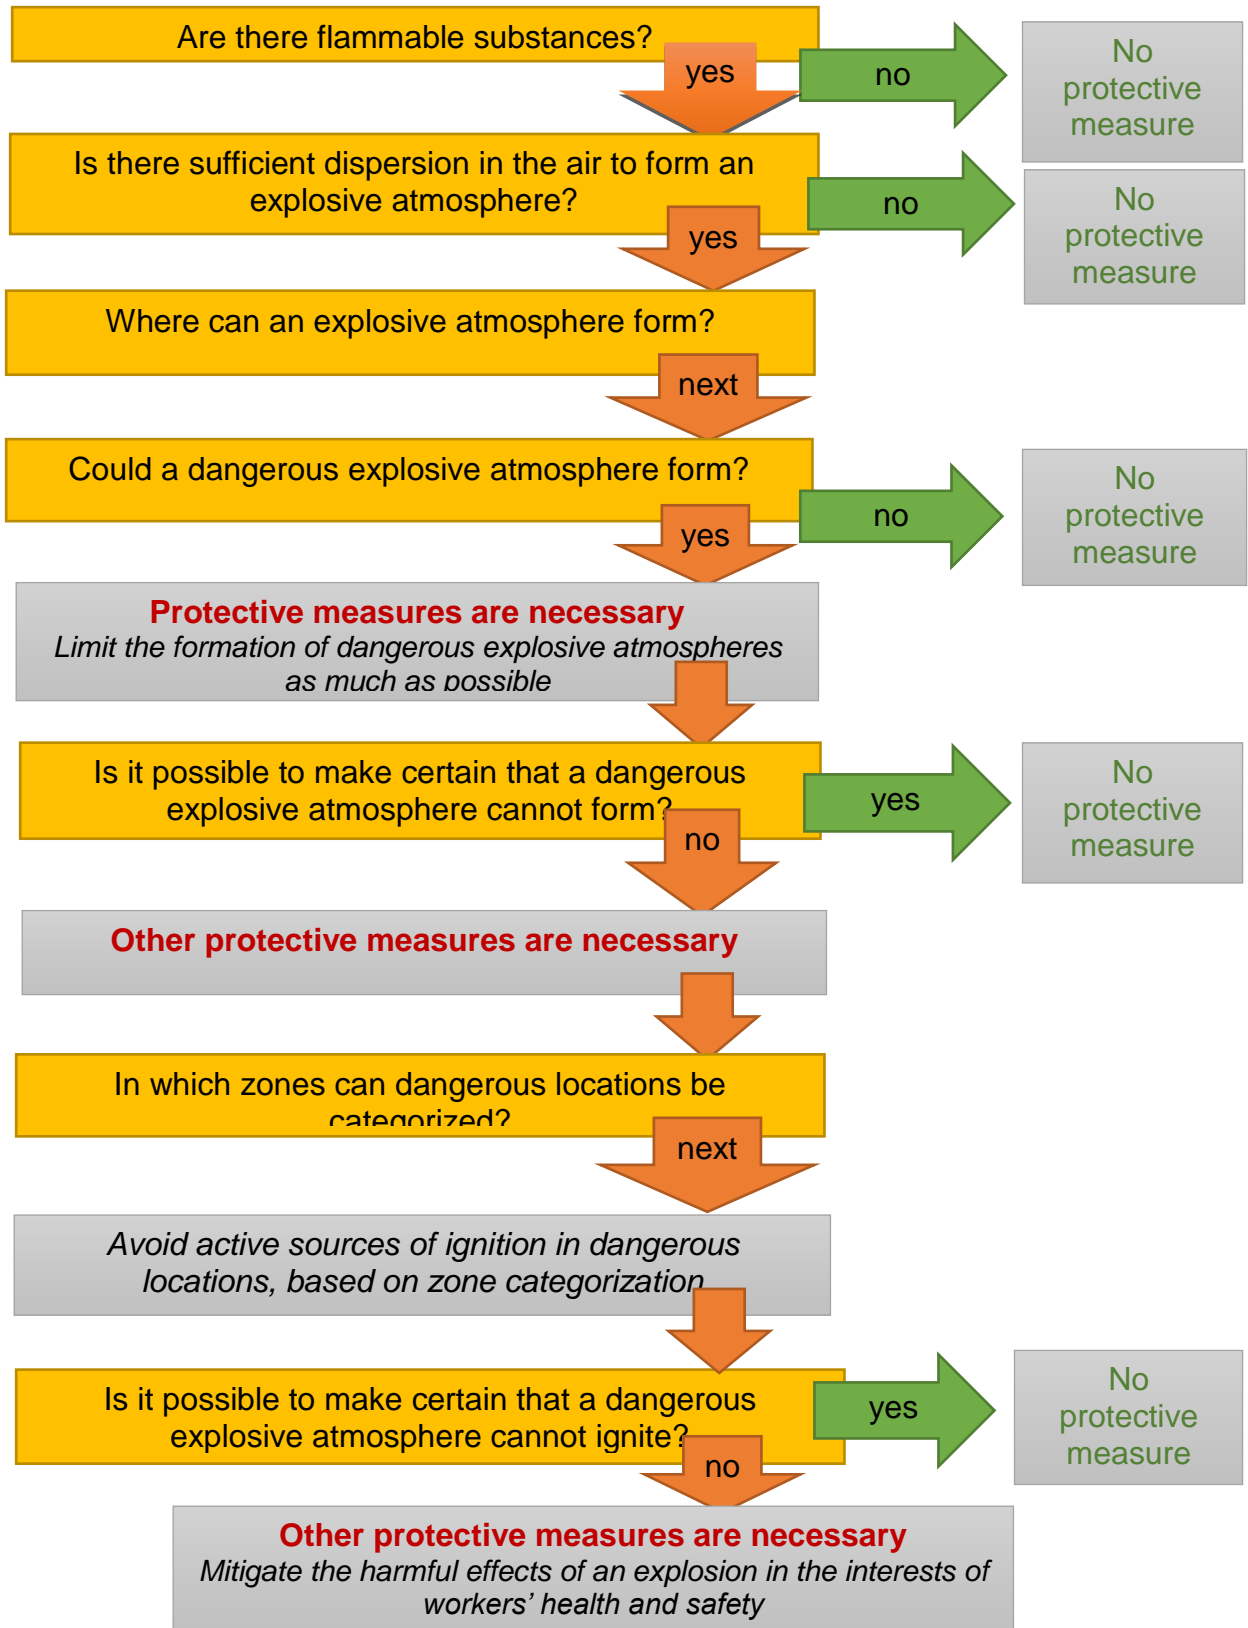 Are there flammable substances?
yes
no
No
protective
measure
Is there sufficient dispersion in the air to form an
explosive atmosphere?
yes
no
No
protective
measure
Where can an explosive atmosphere form?
next
Could a dangerous explosive atmosphere form?
yes
no
No
protective
measure
Protective measures are necessary
Limit the formation of dangerous explosive atmospheres
as much as possible
Is it possible to make certain that a dangerous
explosive atmosphere cannot form?
no
yes
No
protective
measure
Other protective measures are necessary
In which zones can dangerous locations be
categorized?
next
Avoid active sources of ignition in dangerous
locations, based on zone categorization
Is it possible to make certain that a dangerous
explosive atmosphere cannot ignite?
no
yes
No
protective
measure
Other protective measures are necessary
Mitigate the harmful effects of an explosion in the interests of
workers’ health and safety